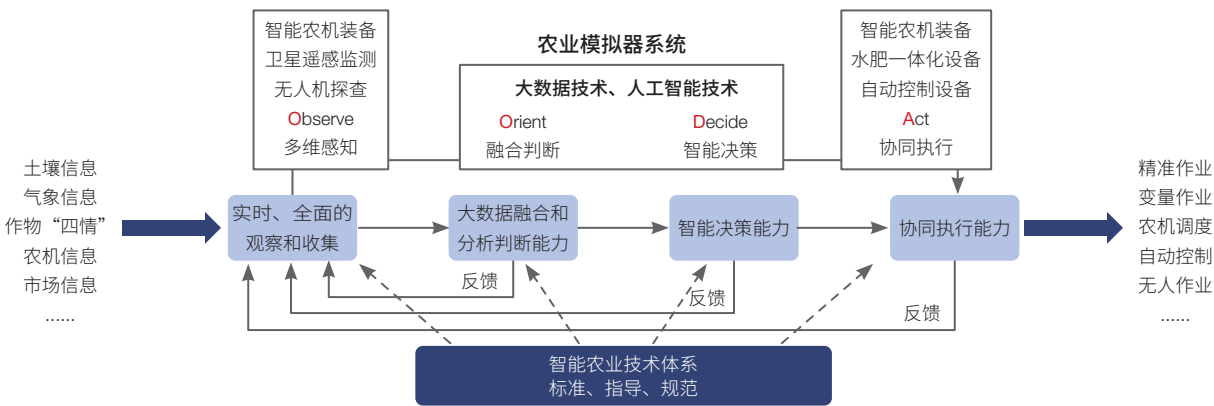 智能农机装备
卫星遥感监测
无人机探查
Observe
多维感知
农业模拟器系统
大数据技术、人工智能技术
Orient
融合判断
Decide
智能决策
智能农机装备
水肥一体化设备
自动控制设备
Act
协同执行
土壤信息
气象信息
作物“四情”
农机信息
市场信息
......
实时、全面的
观察和收集
大数据融合和
分析判断能力
智能决策能力
协同执行能力
精准作业
变量作业
农机调度
自动控制
无人作业
......
反馈
反馈
反馈
智能农业技术体系
标准、指导、规范